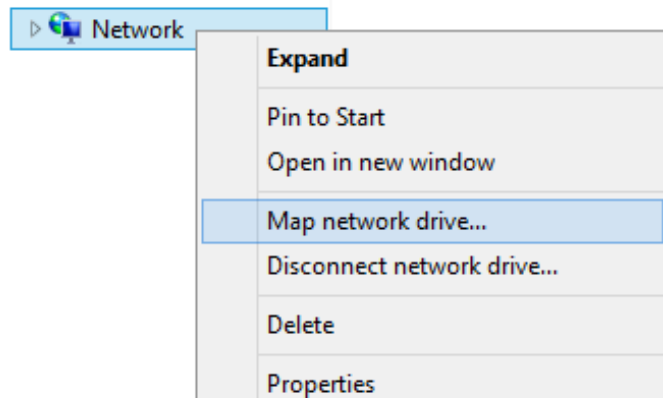 Network
Expand
Pin to Start
Open in new window
Map network drive...
Disconnect network drive...
Delete
Properties